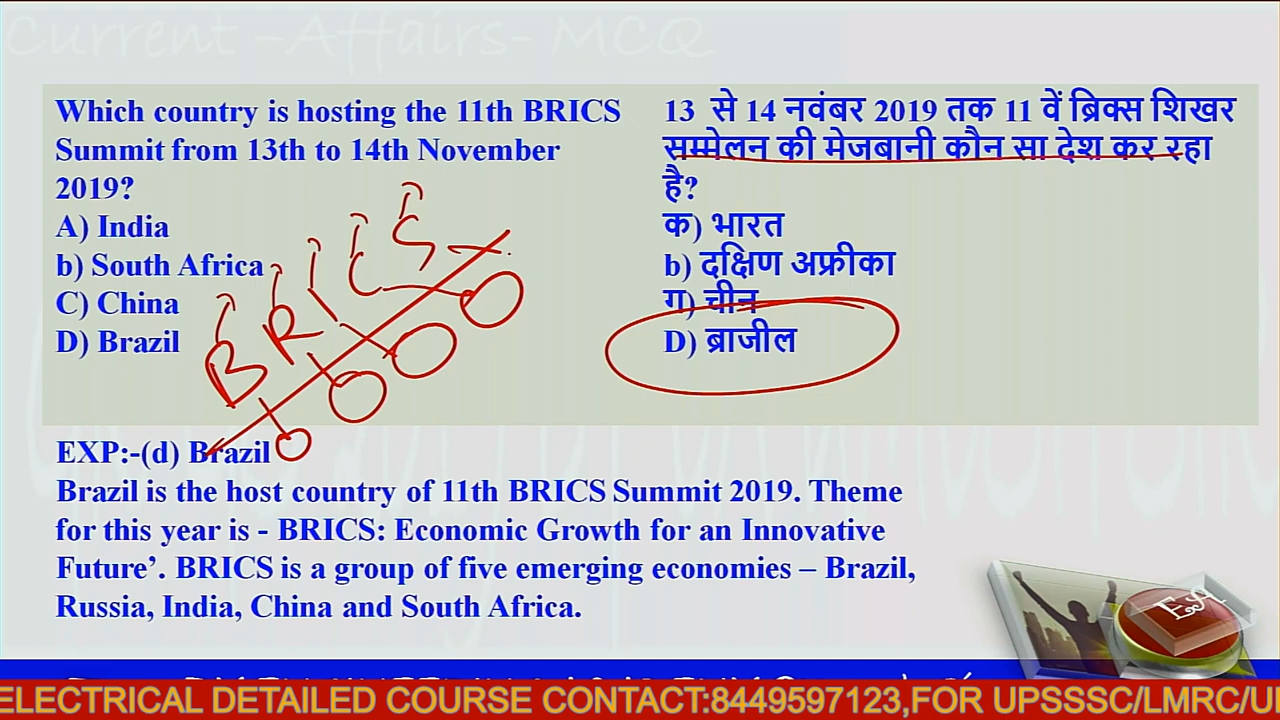 Current -Affairs- MCQ
Which country is hosting the 11th BRICS
Summit from 13th to 14th November
2019?
A) India
b) South Africa
C) China
D) Brazil
13 से 14 नवंबर 2019 तक 11 वें ब्रिक्स शिखर
सम्मेलन की मेजबानी कौन सा देश कर रहा
है?
क) भारत
b) दक्षिण अफ्रीका
ग) चीन
D) ब्राजील
BRICS
EXP:-(d) Brazil
Brazil is the host country of 11th BRICS Summit 2019. Theme
for this year is - BRICS: Economic Growth for an Innovative
Future’. BRICS is a group of five emerging economies – Brazil,
Russia, India, China and South Africa.
EA
ELECTRICAL DETAILED COURSE CONTACT:8449597123,FOR UPSSSC/LMRC/